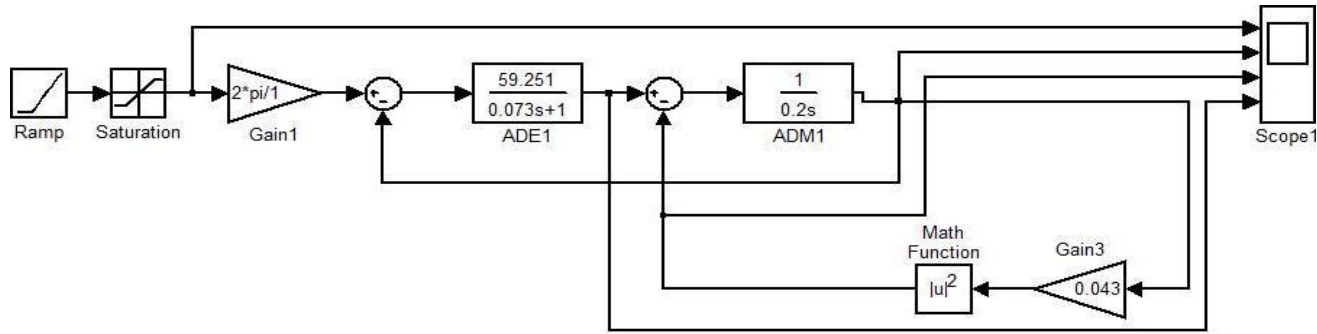 Ramp
Saturation
2*pi/1
Gain1
+
-
59.251
0.073s+1
ADE1
+
-
1
0.2s
ADM1
Scope1
Math
Function
|u|2
Gain3
0.043